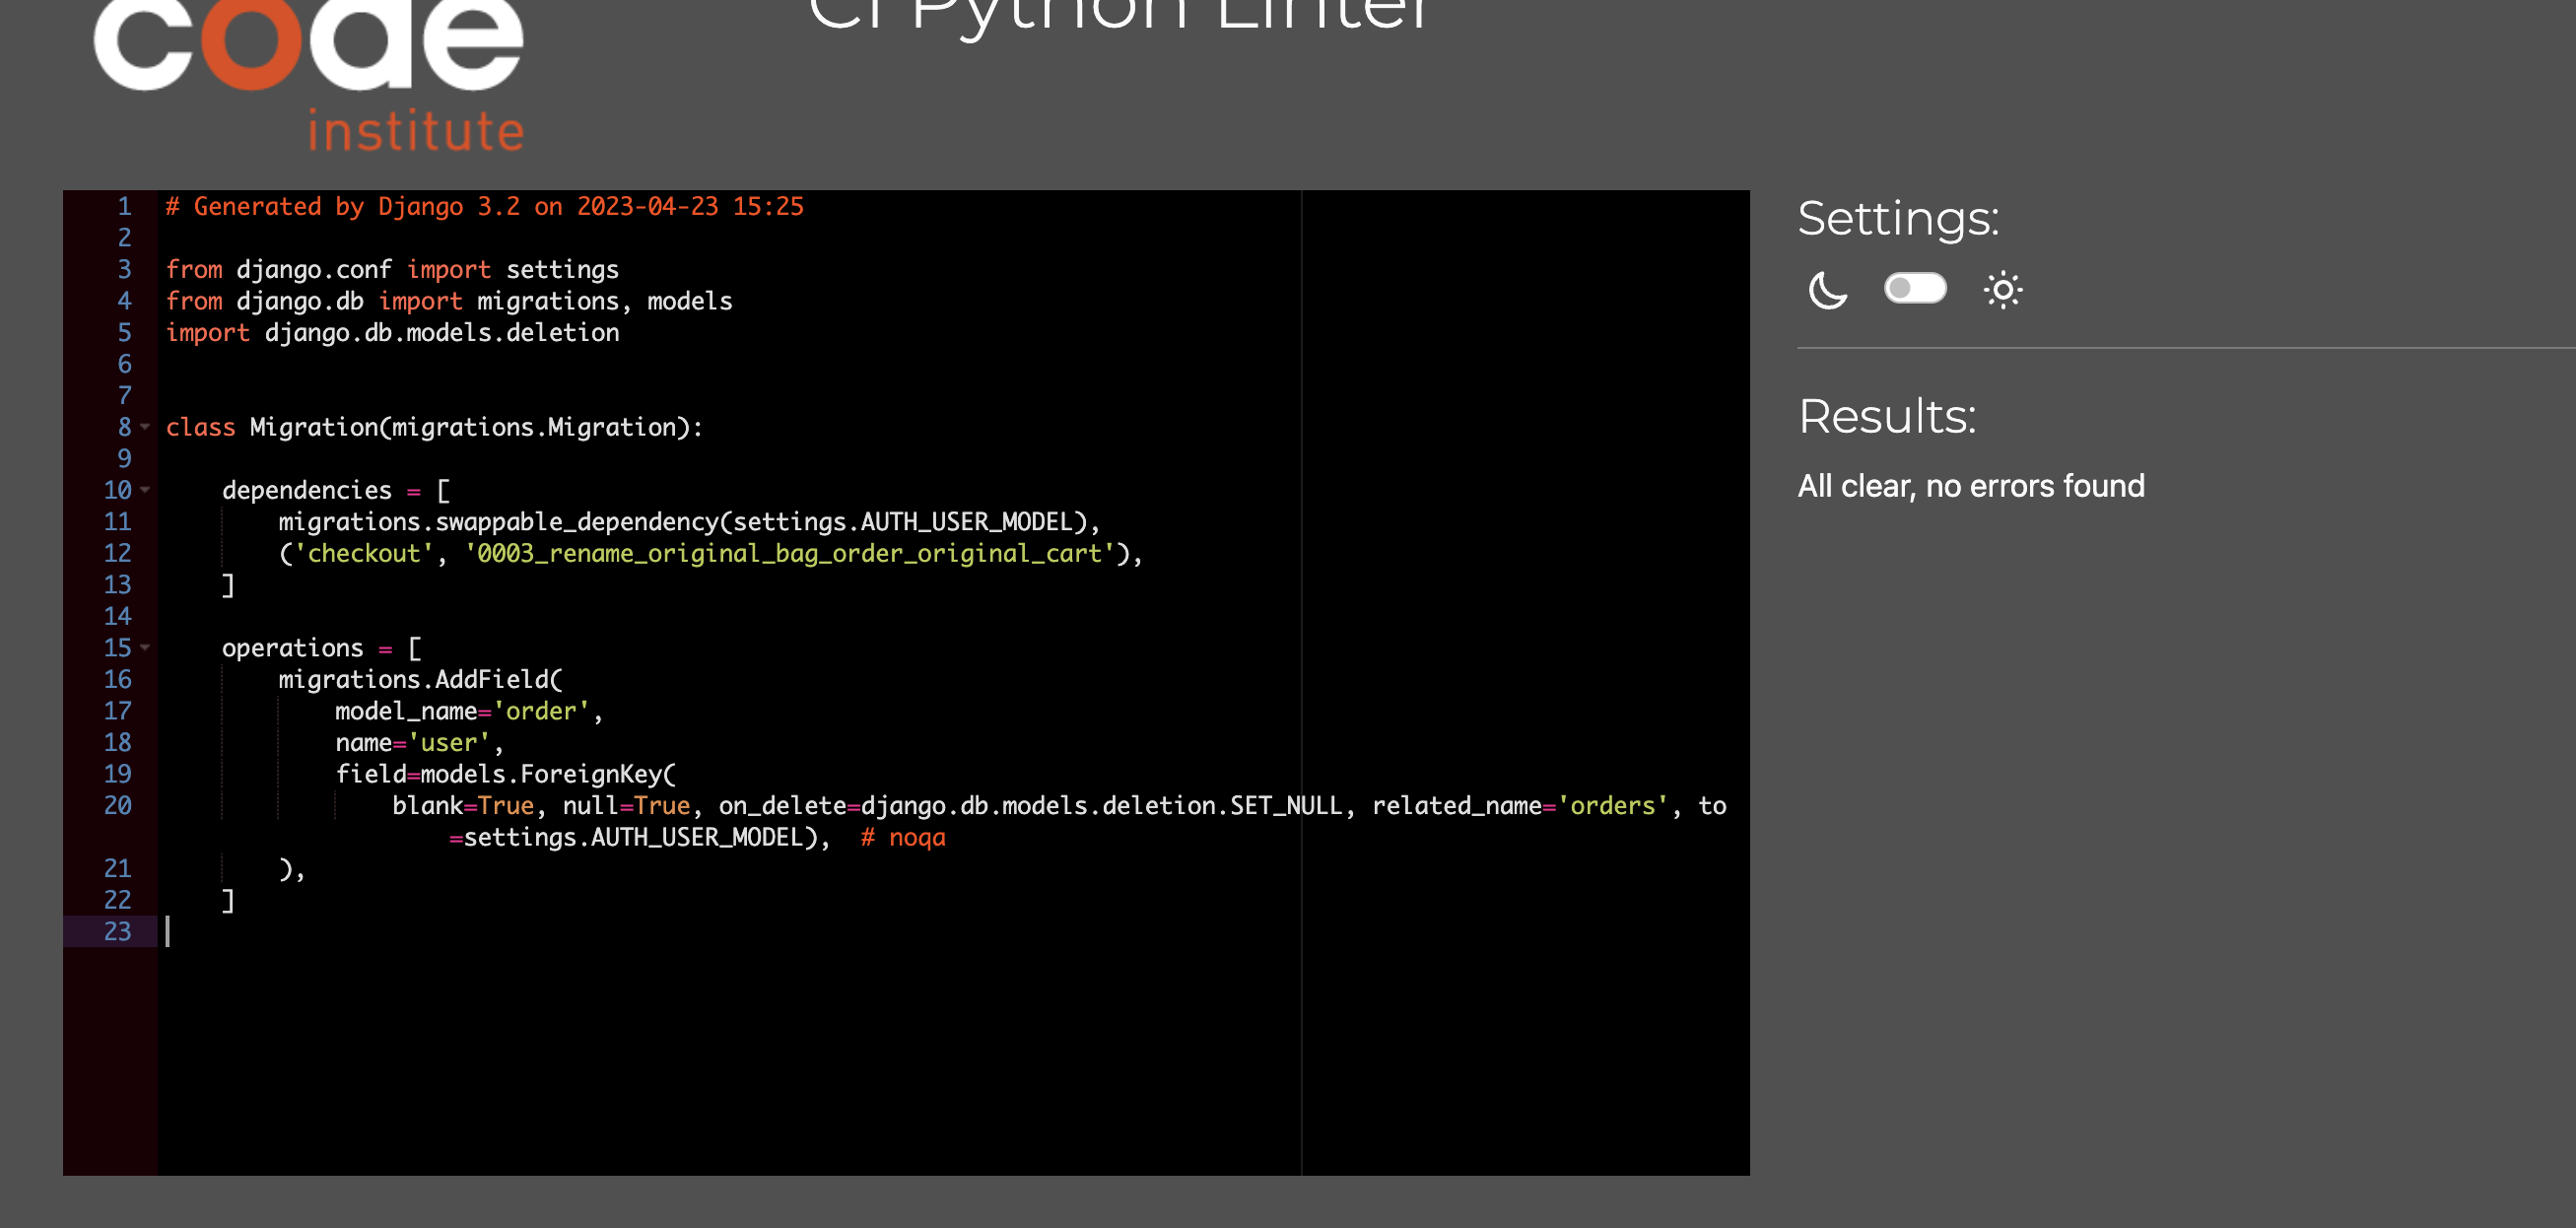 code
CI Python Linter
institute
1 # Generated by Django 3.2 on 2023-04-23 15:25
2
3 from django.conf import settings
4 from django.db import migrations, models
5 import django.db.models.deletion
6
7
8 class Migration(migrations.Migration):
9
10     dependencies = [
11         migrations.swappable_dependency(settings.AUTH_USER_MODEL),
12         ('checkout', '0003_rename_original_bag_order_original_cart'),
13     ]
14
15     operations = [
16         migrations.AddField(
17             model_name='order',
18             name='user',
19             field=models.ForeignKey(
20                 blank=True, null=True, on_delete=django.db.models.deletion.SET_NULL, related_name='orders', to
=settings.AUTH_USER_MODEL),  # noqa
21         ),
22     ]
23
Settings:
Results:
All clear, no errors found